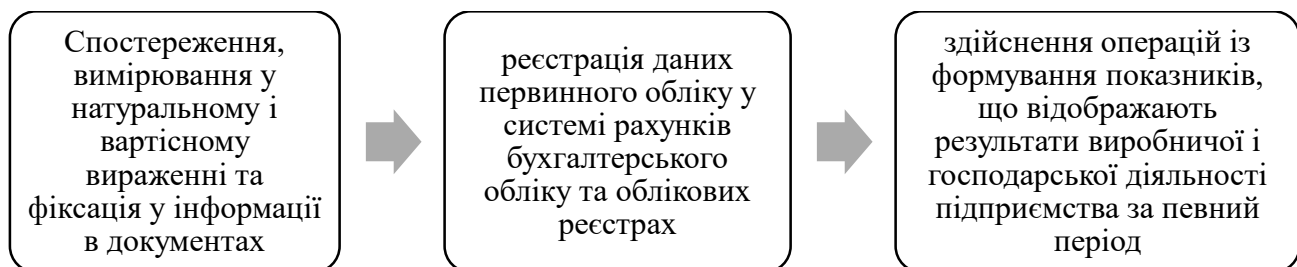 Спостереження,
вимірювання у
натуральному і
вартісному
вираженні та
фіксація у інформації
в документах
реєстрація даних
первинного обліку у
системі рахунків
бухгалтерського
обліку та облікових
реєстрах
здійснення операцій із
формування показників,
що відображають
результати виробничої і
господарської діяльності
підприємства за певний
період